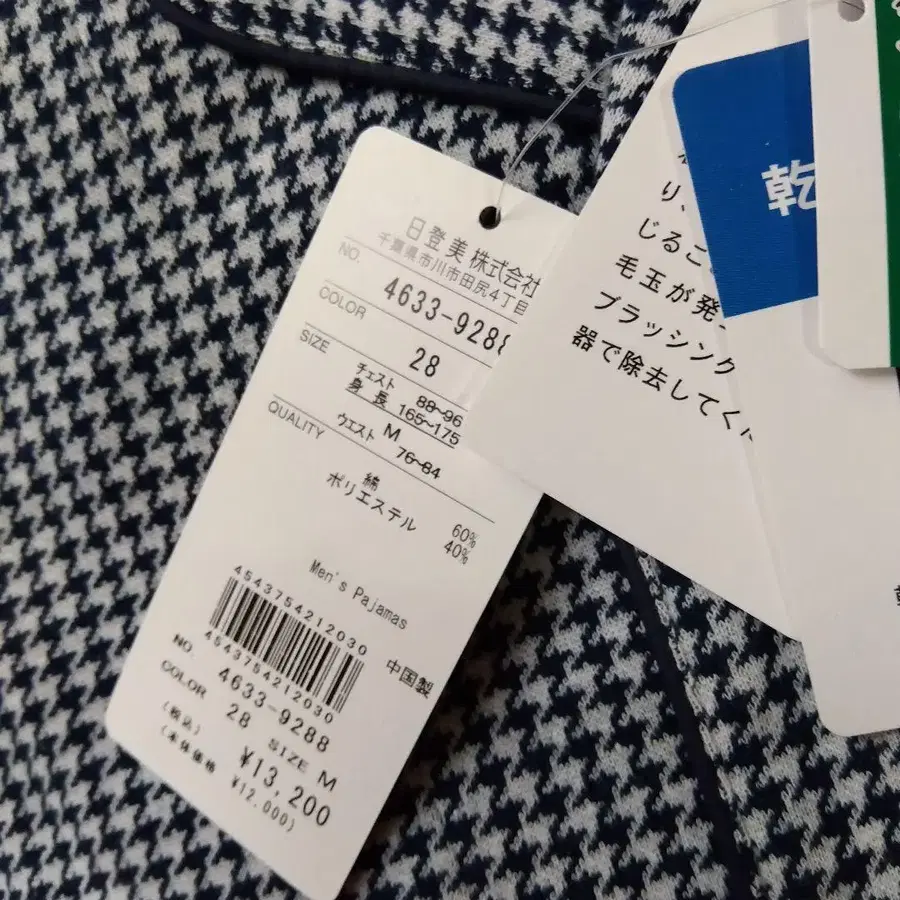 日登美株式会社
千葉県市川市田尻4丁目
NO.
4633-9288
COLOR
28
SIZE
チェスト 88~96
身長 165~175
M
ウエスト 76~84
QUALITY
綿 60%
ポリエステル 40%
Men's Pajamas
4543754212030
4543754212030
中国製
NO. 4633-9288
COLOR 28 SIZE M
(税込) ¥13,200
(本体価格 ¥12,000)
り、
じるこ
毛玉が発
ブラッシング
器で除去してく
乾